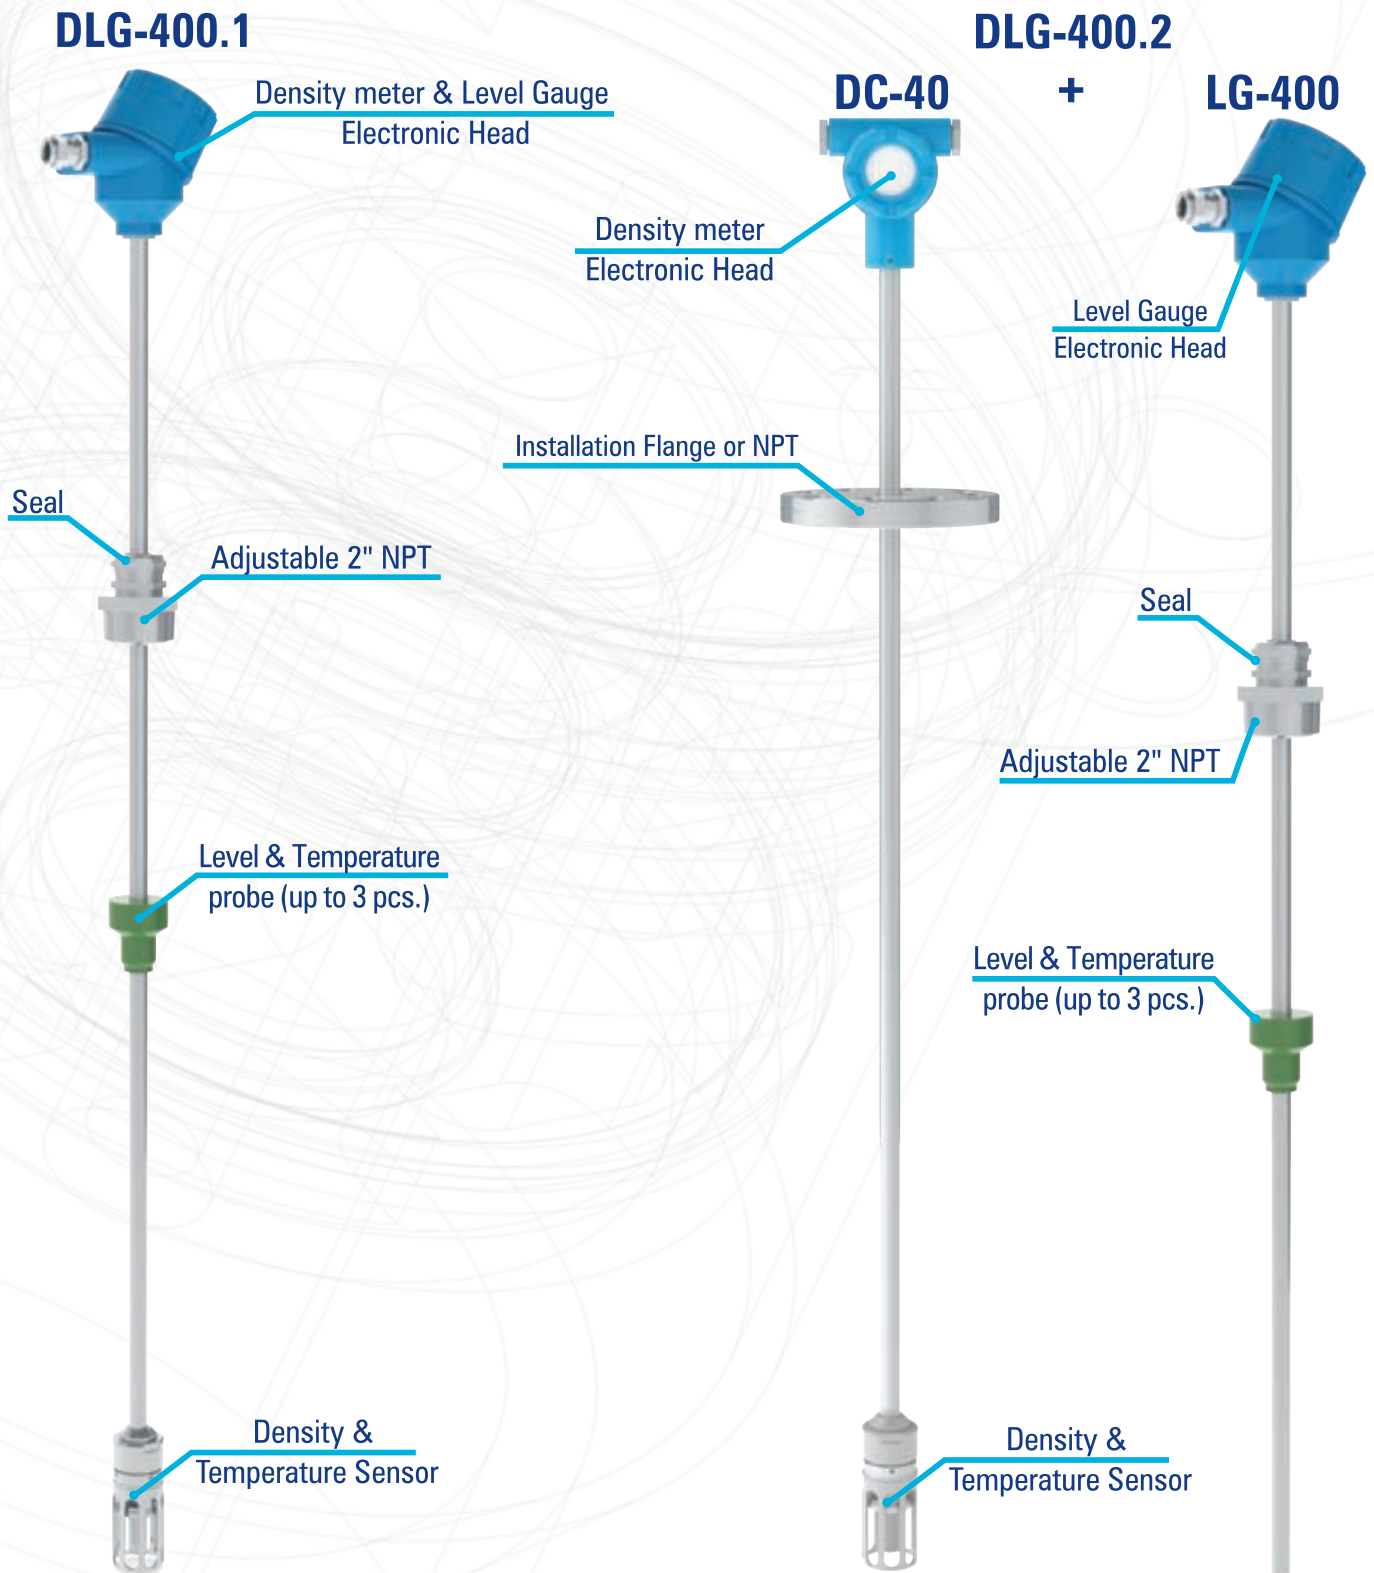 DLG-400.1
Density meter & Level Gauge
Electronic Head
Seal
Adjustable 2" NPT
Level & Temperature
probe (up to 3 pcs.)
Density &
Temperature Sensor
DLG-400.2
DC-40
+
LG-400
Density meter
Electronic Head
Installation Flange or NPT
Density &
Temperature Sensor
Level Gauge
Electronic Head
Seal
Adjustable 2" NPT
Level & Temperature
probe (up to 3 pcs.)